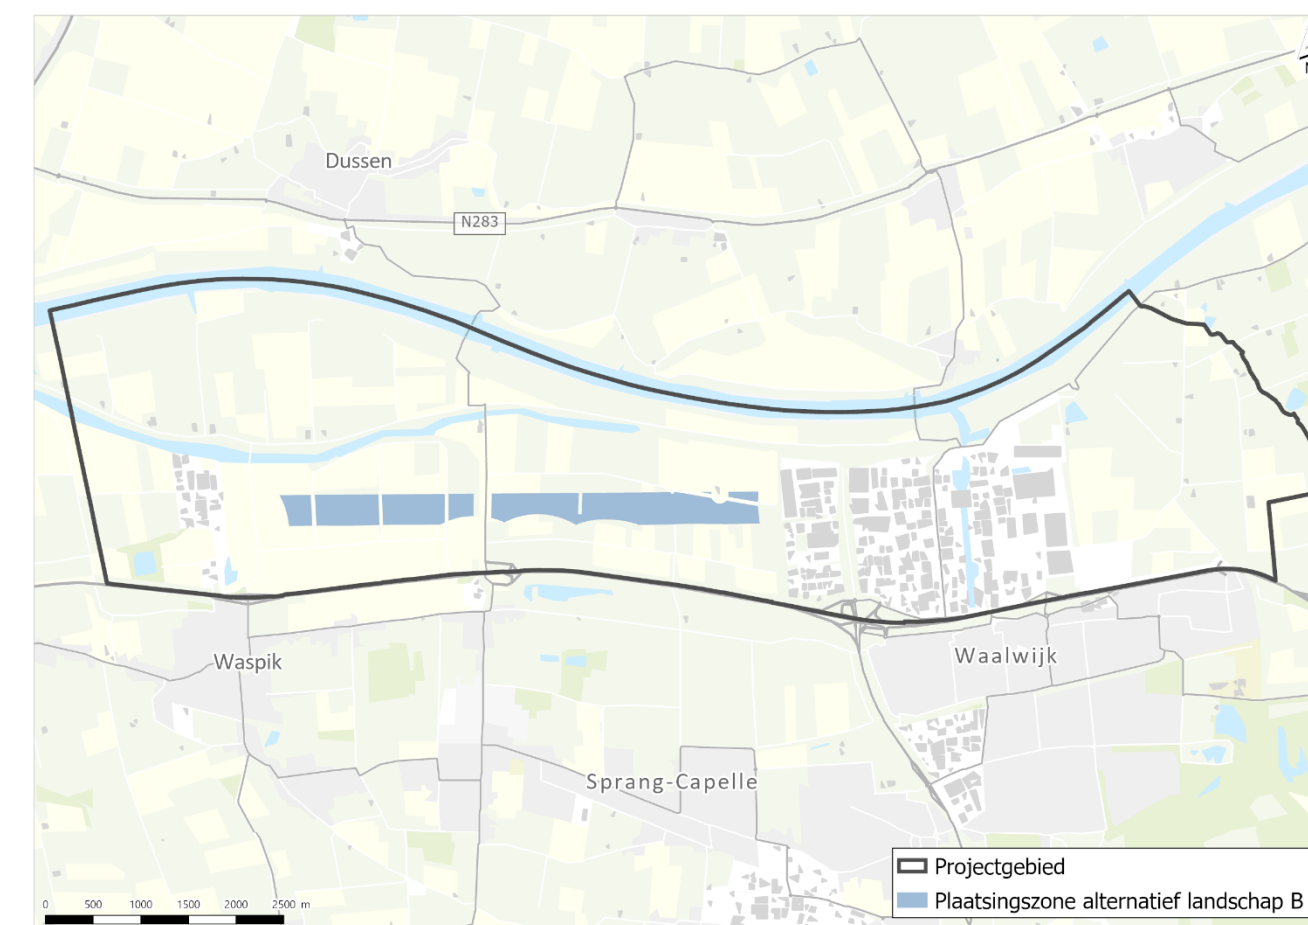 Dussen
N283
Waspik
Waalwijk
Sprang-Capelle
0 500 1000 1500 2000 2500 m
Projectgebied
Plaatsingszone alternatief landschap B